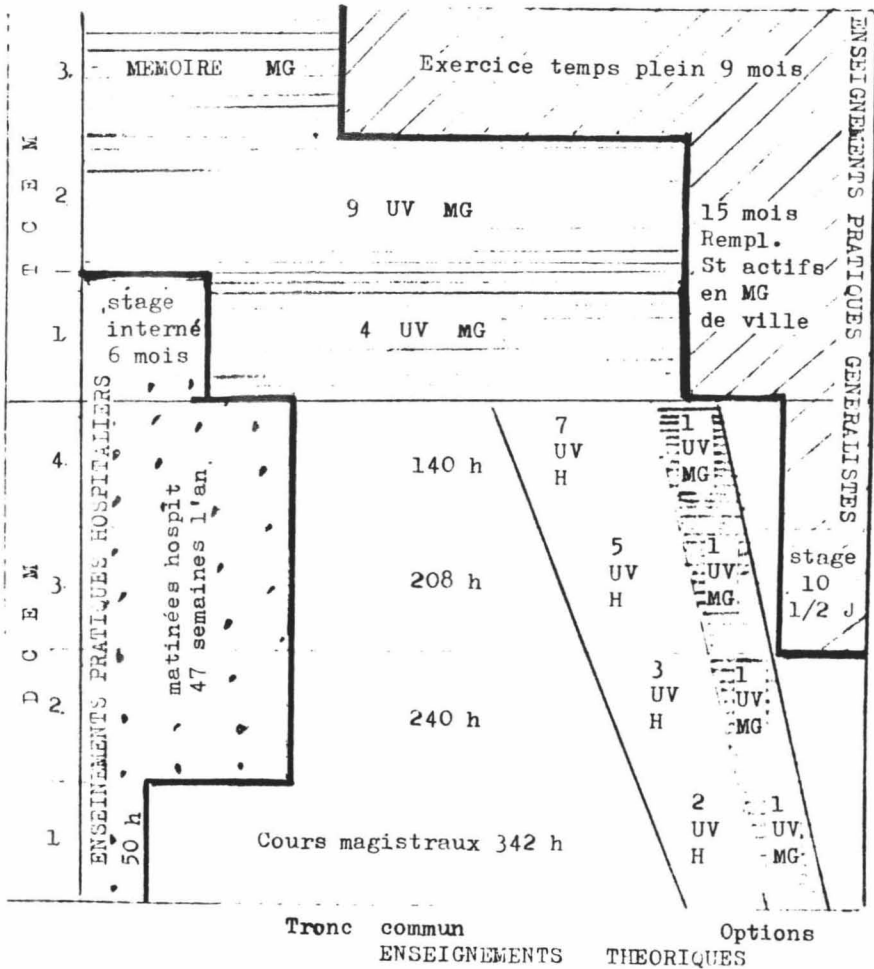 3. MEMOIRE MG
Exercice temps plein 9 mois
ENSEIGNEMENTS PRATIQUES GENERALISTES
T C E M
2
9 UV MG
15 mois
Rempl.
St actifs
en MG
de ville
1.
stage
interné
6 mois
4 UV MG
ENSEINEMENTS PRATIQUES HOSPITALIERS
D C E M
4.
matinées hospit
47 semaines l'an
140 h
7
UV
H
1
UV
MG
3.
208 h
5
UV
H
1
UV
MG
stage
10
1/2 J
2.
240 h
3
UV
H
1
UV
MG
1
50 h
Cours magistraux 342 h
2
UV
H
1
UV
MG
Tronc commun Options
ENSEIGNEMENTS THEORIQUES